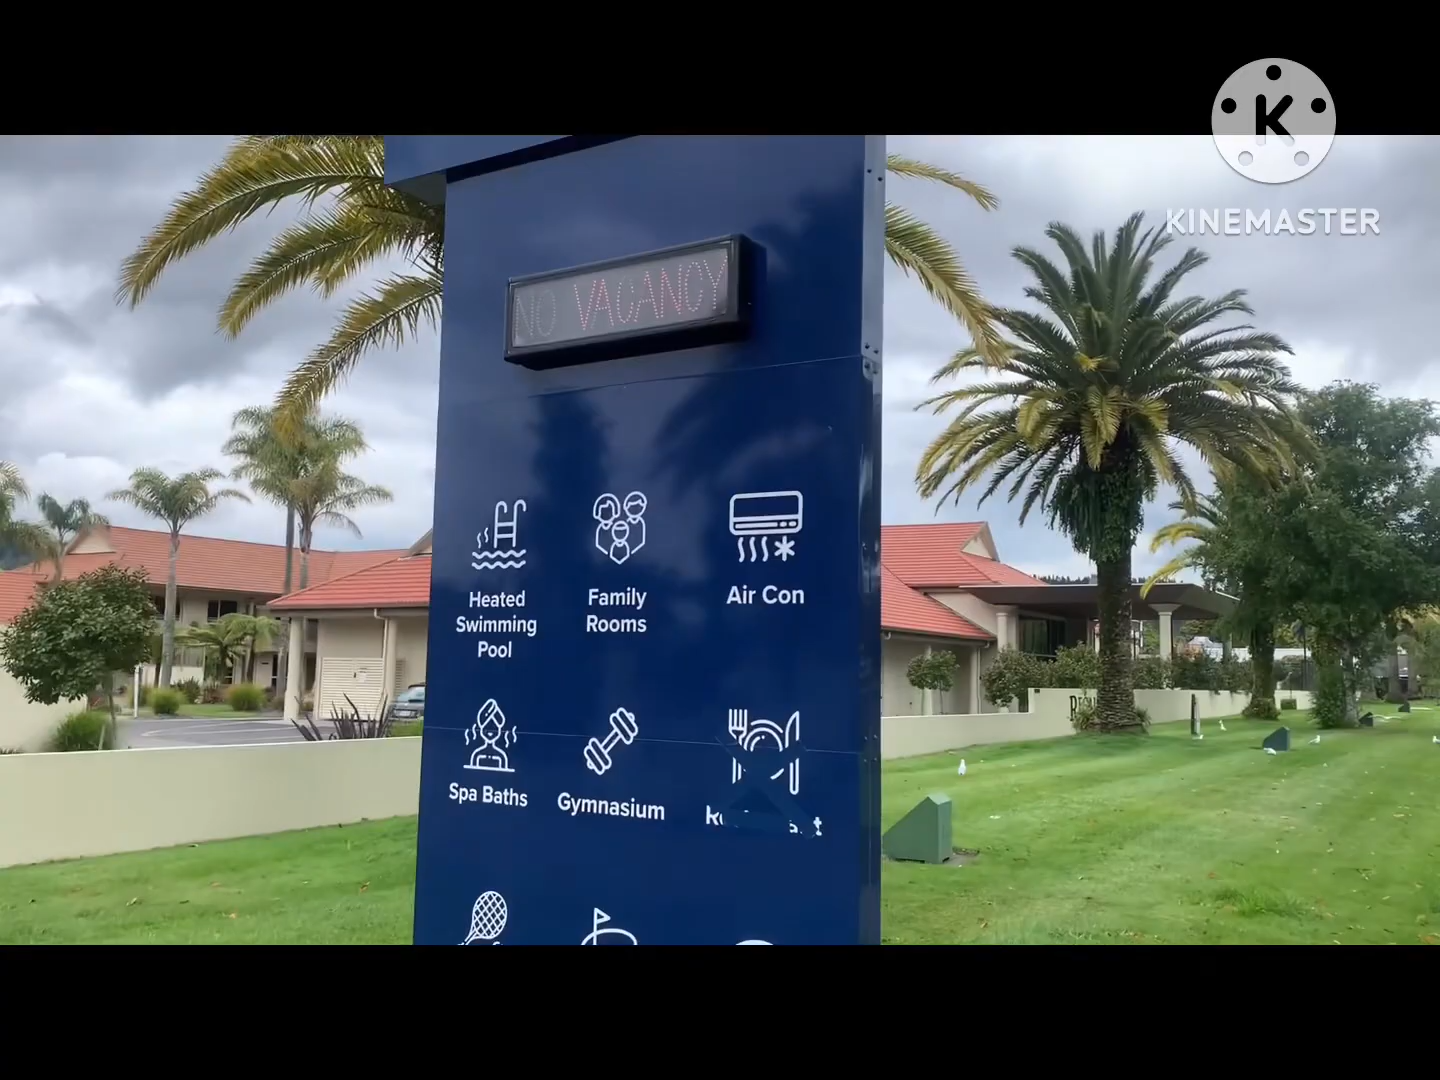 K
KINEMASTER
NO VACANCY
Heated
Swimming
Pool
Family
Rooms
Air Con
Spa Baths
Gymnasium